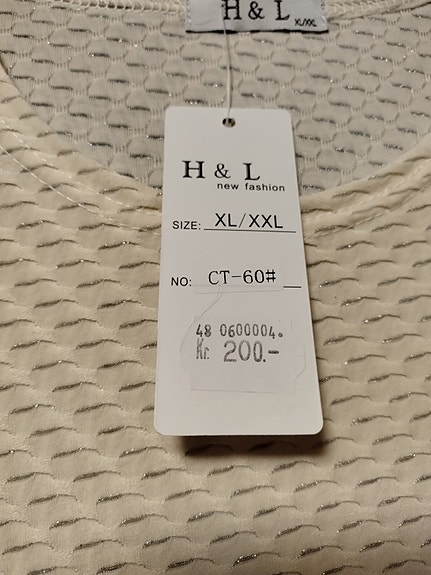 H & L
XL/XXL
H & L
new fashion
SIZE: XL/XXL
NO: CT-60#
48 0600004.
Kr. 200.-